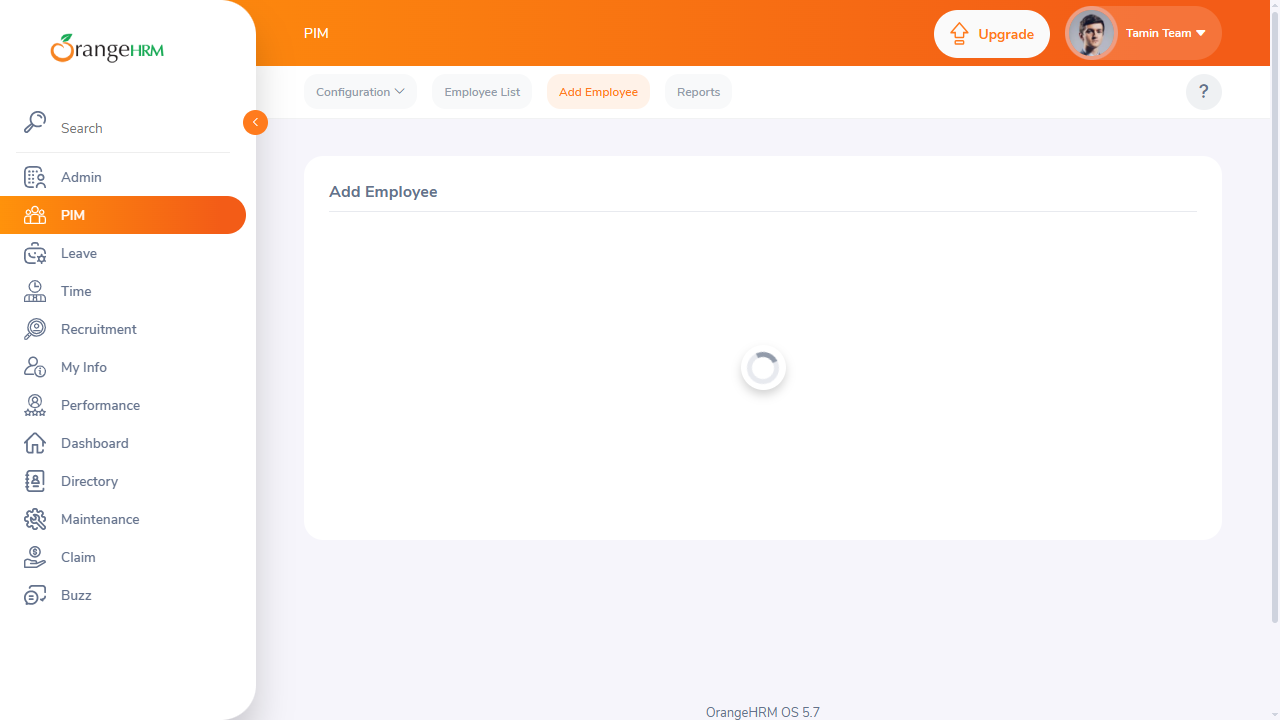 OrangeHRM
Search
Admin
PIM
Leave
Time
Recruitment
My Info
Performance
Dashboard
Directory
Maintenance
Claim
Buzz
PIM
Upgrade
Tamin Team
Configuration
Employee List
Add Employee
Reports
?
Add Employee
OrangeHRM OS 5.7